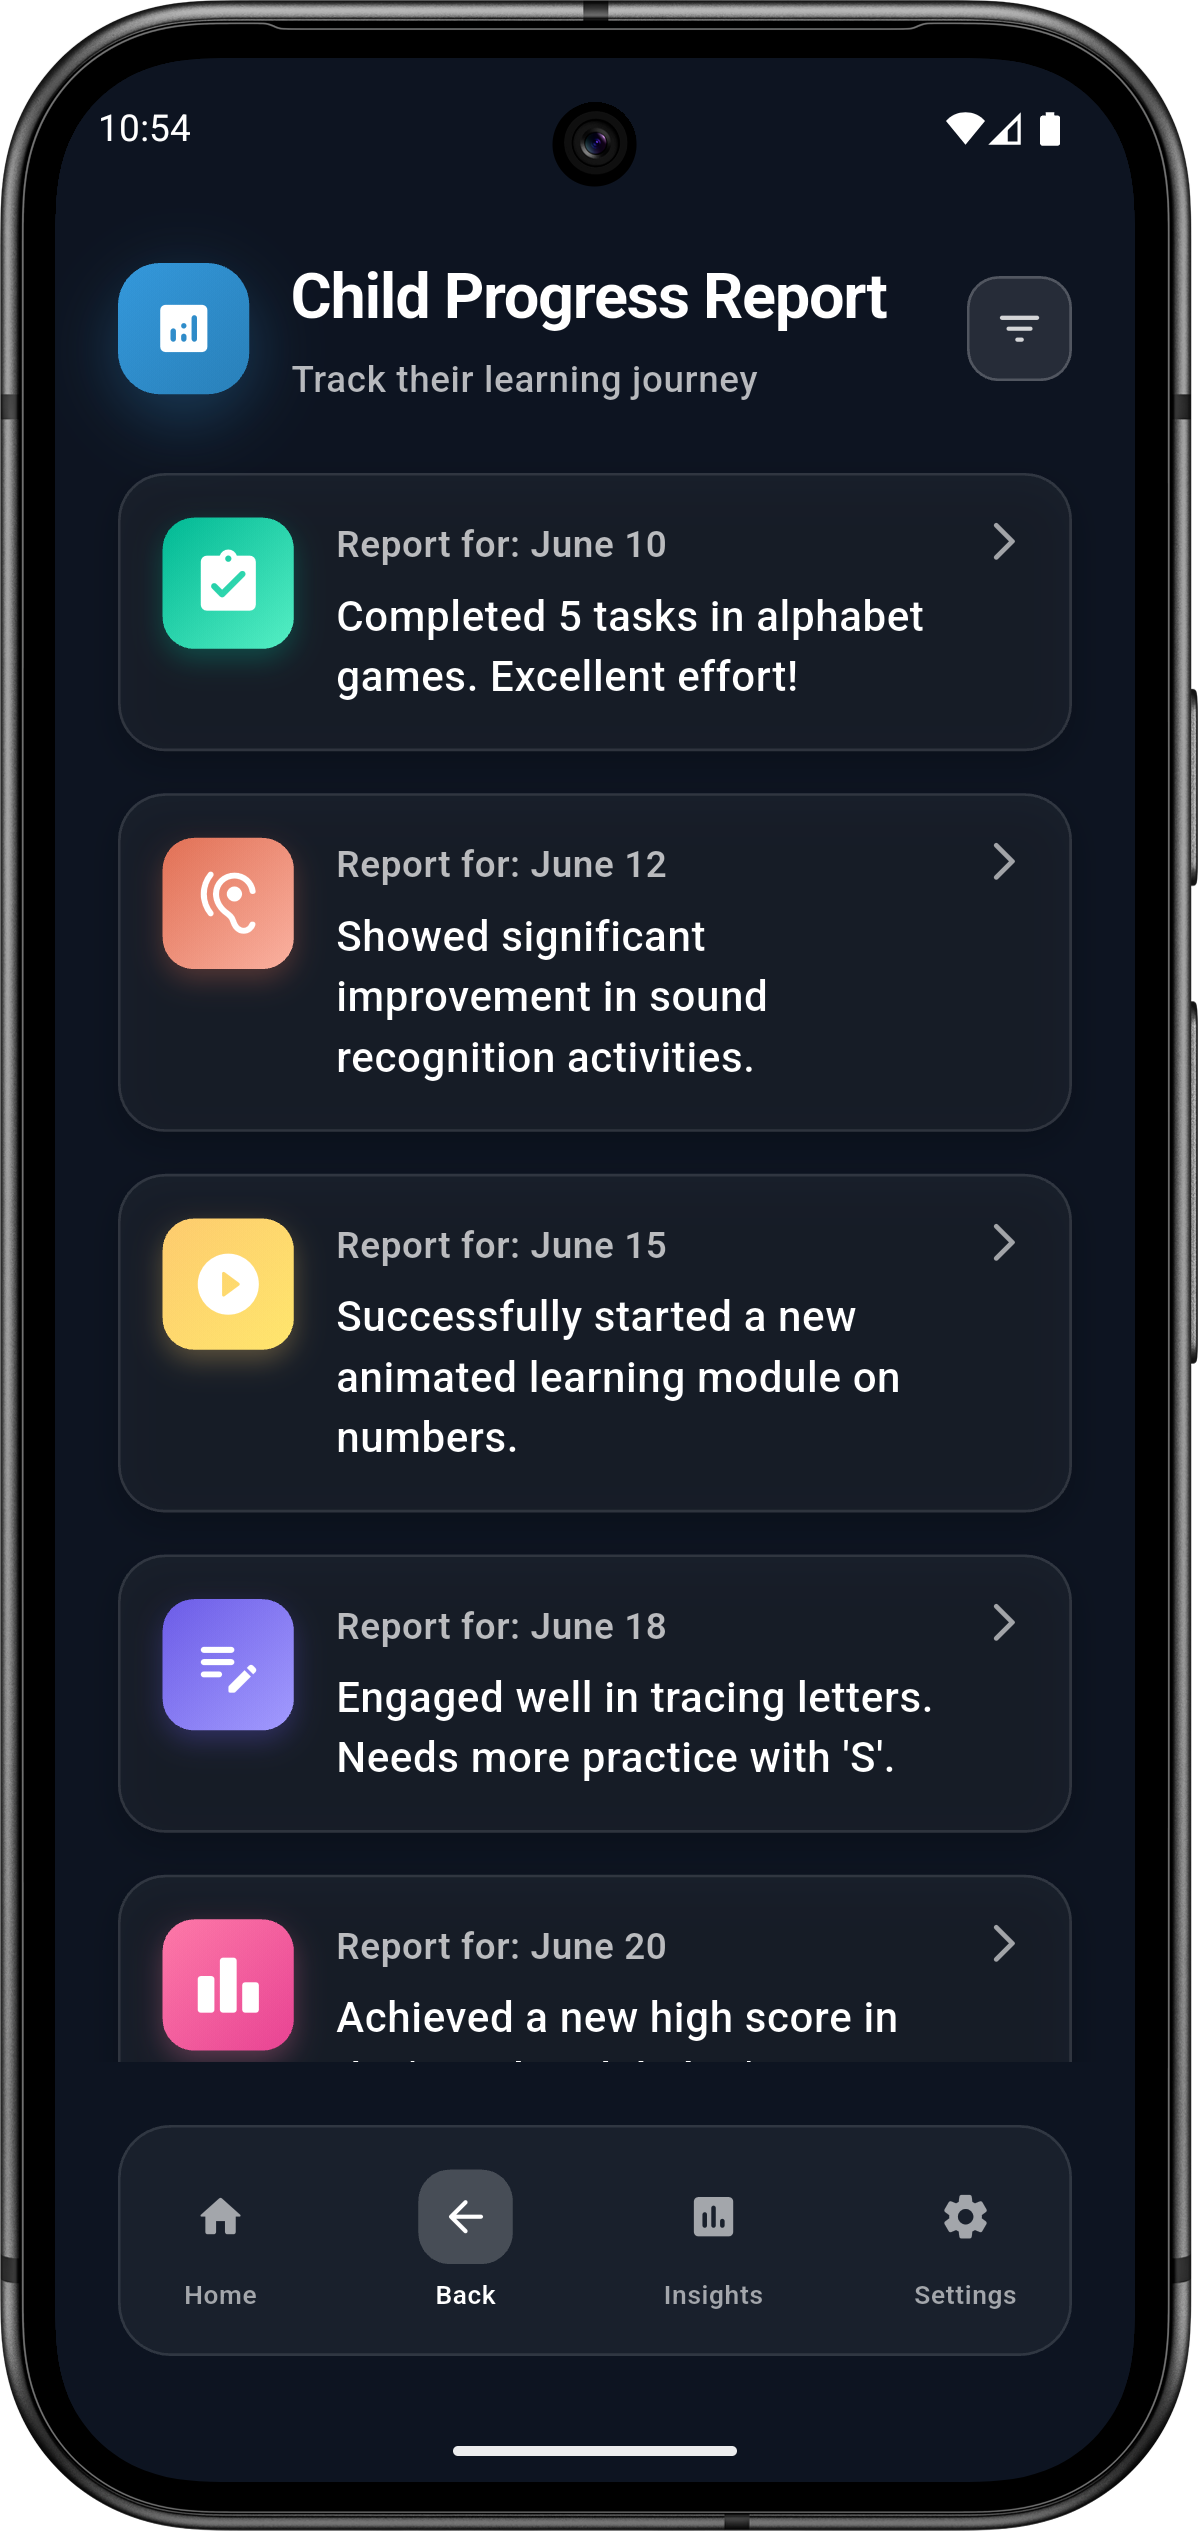 10:54
Child Progress Report
Track their learning journey
Report for: June 10
Completed 5 tasks in alphabet
games. Excellent effort!
Report for: June 12
Showed significant
improvement in sound
recognition activities.
Report for: June 15
Successfully started a new
animated learning module on
numbers.
Report for: June 18
Engaged well in tracing letters.
Needs more practice with 'S'.
Report for: June 20
Achieved a new high score in
Home
Back
Insights
Settings